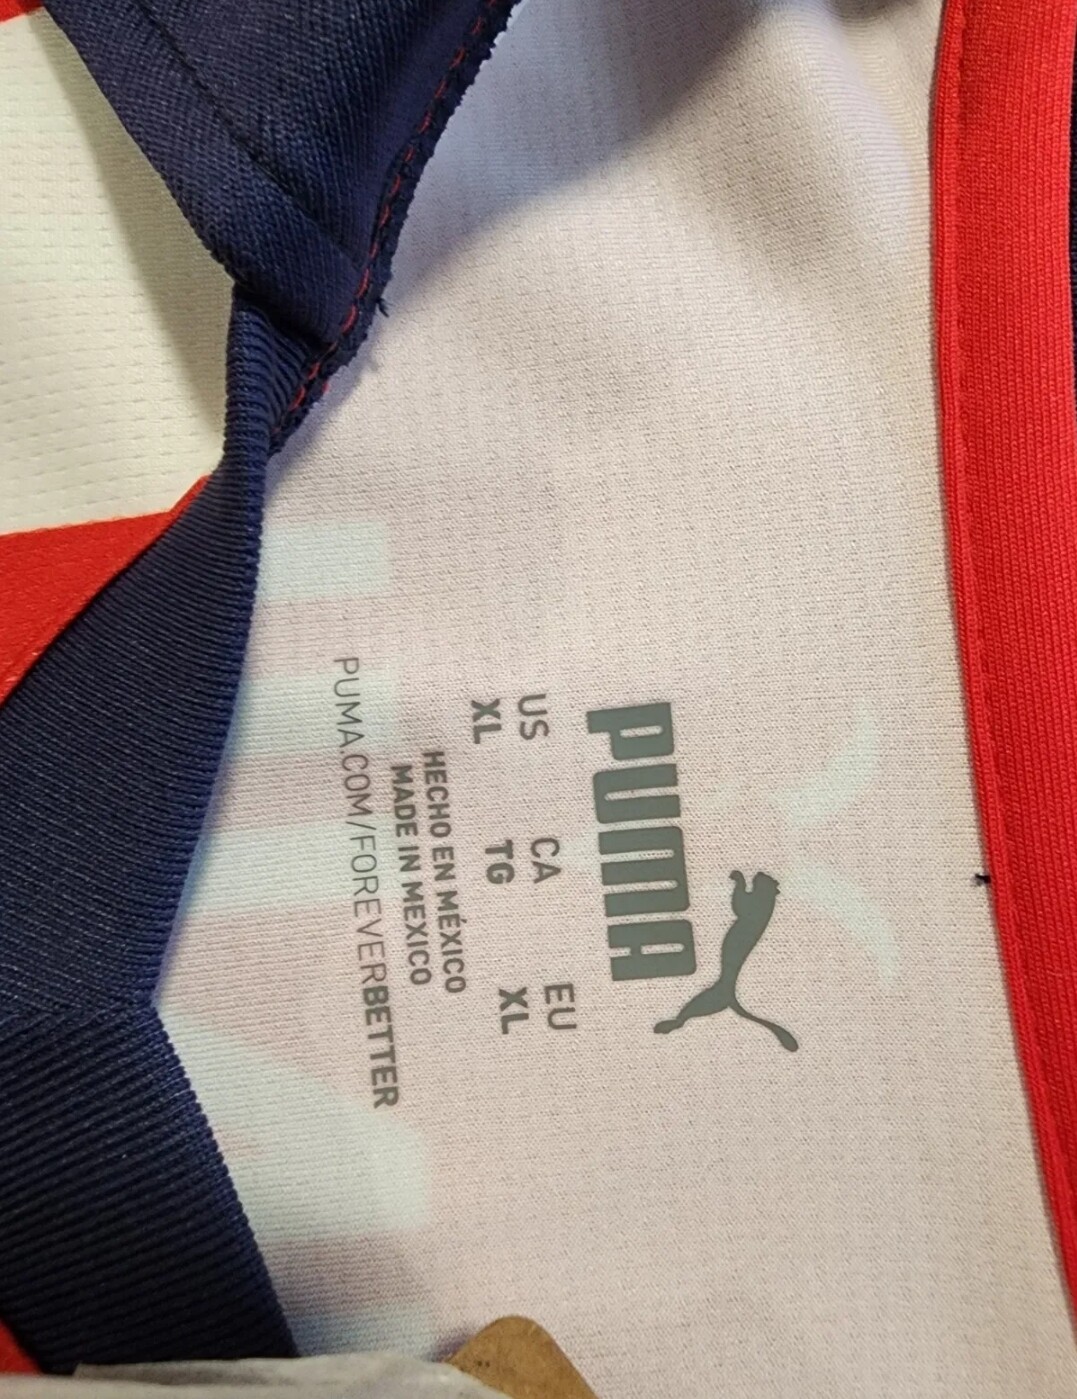 PUMA
US CA EU
XL TG XL
HECHO EN MÉXICO
MADE IN MEXICO
PUMA.COM/FOREVERBETTER